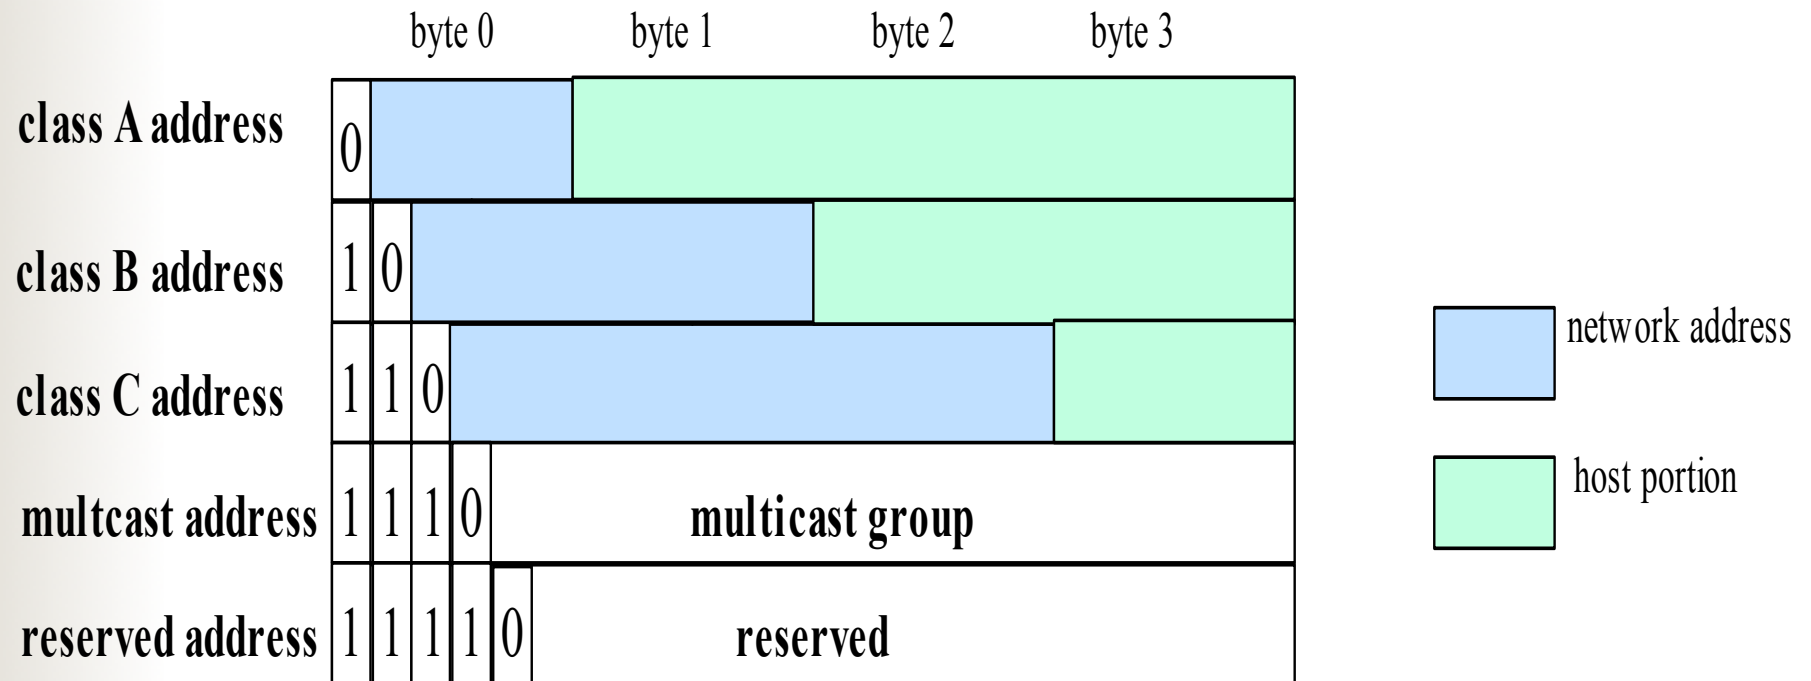 byte 0 byte 1 byte 2 byte 3
class A address 0
class B address 1 0
network address
class C address 1 1 0
host portion
multcast address 1 1 1 0 multicast group
reserved address 1 1 1 1 0 reserved